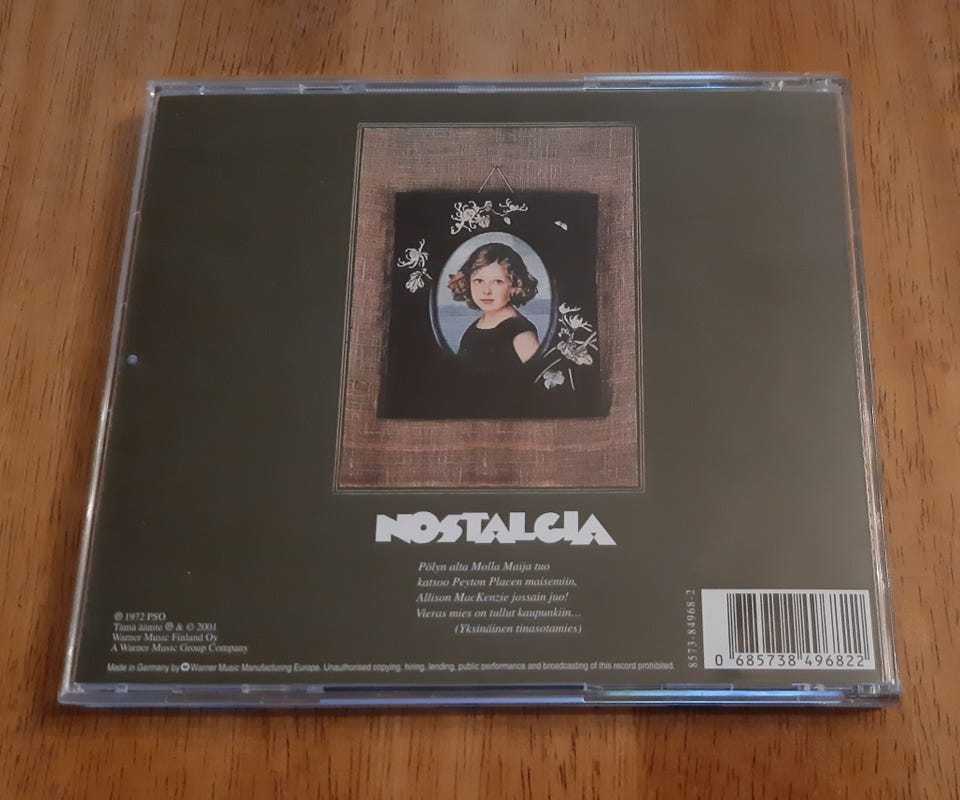 NOSTALGIA
Pölyn alta Molla Maija tuo
katsoo Peyton Placen maisemiin,
Allison MacKenzie jossain juo!
Vieras mies on tullut kaupunkiin...
(Yksinäinen tinasotamies)
℗ 1972 PSO
Tämä äänite ℗ & © 2001
Warner Music Finland Oy
A Warner Music Group Company
Made in Germany by Warner Music Manufacturing Europe. Unauthorised copying, hiring, lending, public performance and broadcasting of this record prohibited.
8573-84968-2
0 685738 496822